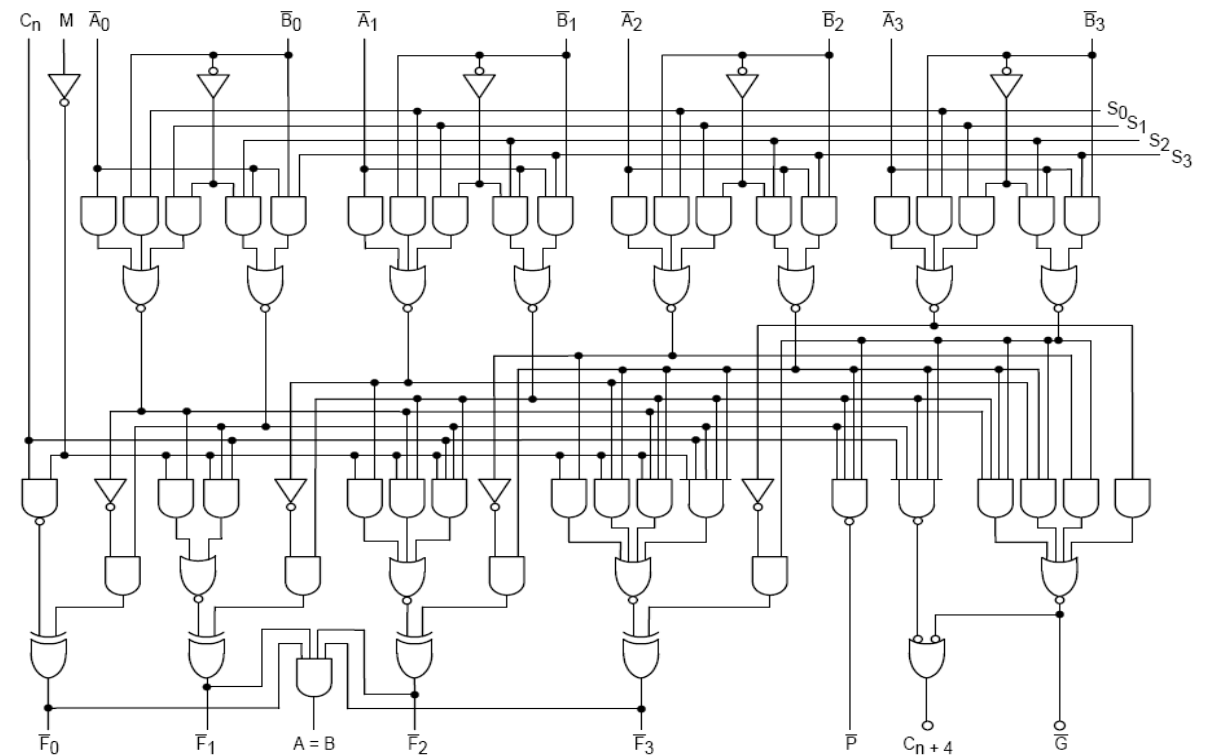 Cn M A̅0 B̅0 A̅1 B̅1 A̅2 B̅2 A̅3 B̅3
S0
S1
S2
S3
F̅0 F̅1 A = B F̅2 F̅3 P̅ Cn + 4 G̅